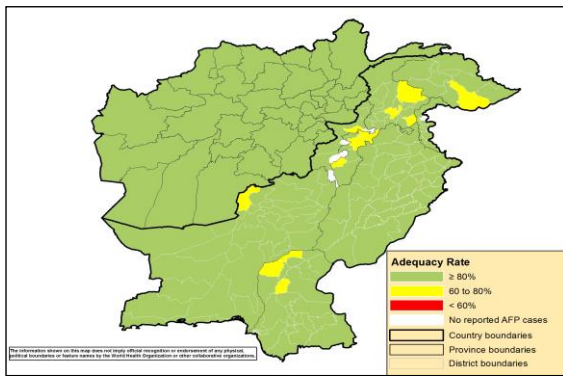 Adequacy Rate
≥ 80%
60 to 80%
< 60%
No reported AFP cases
Country boundaries
Province boundaries
District boundaries
The information shown on this map does not imply official recognition or endorsement of any physical,
political boundaries or feature names by the World Health Organization or other collaborative organizations.